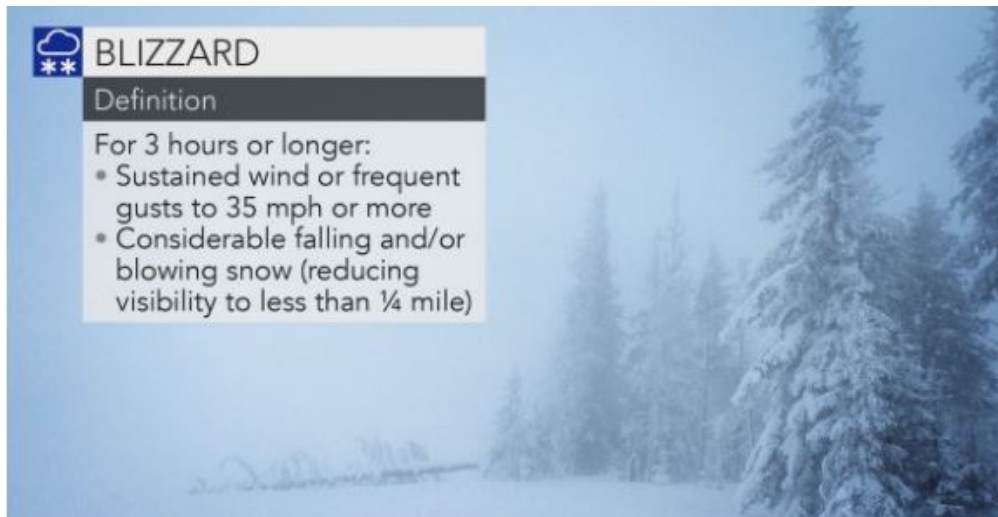 BLIZZARD
Definition
For 3 hours or longer:
• Sustained wind or frequent
gusts to 35 mph or more
• Considerable falling and/or
blowing snow (reducing
visibility to less than ¼ mile)